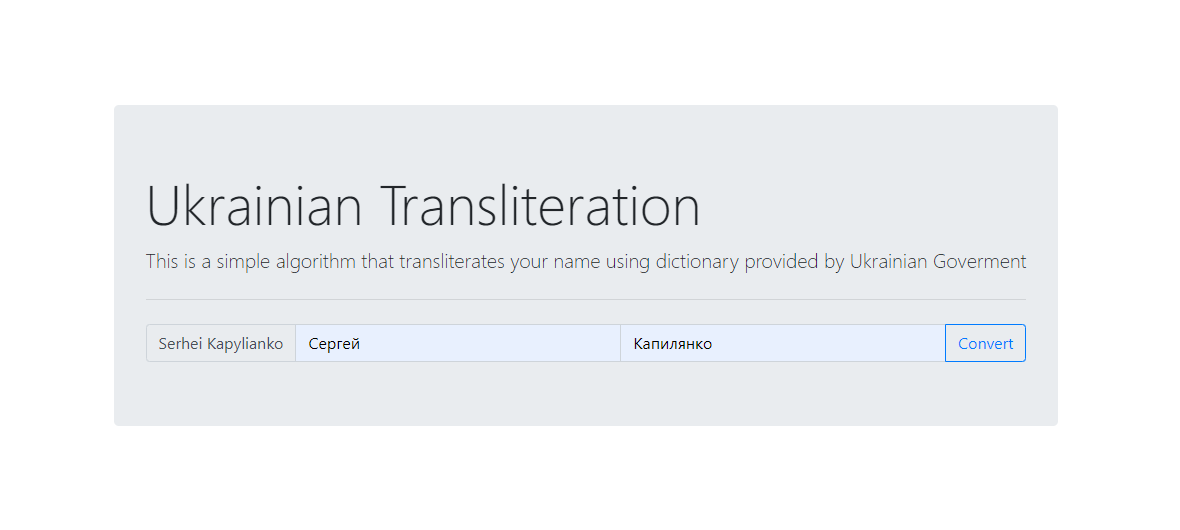 Ukrainian Transliteration
This is a simple algorithm that transliterates your name using dictionary provided by Ukrainian Goverment
Serhei Kapylianko Сергей Капилянко Convert